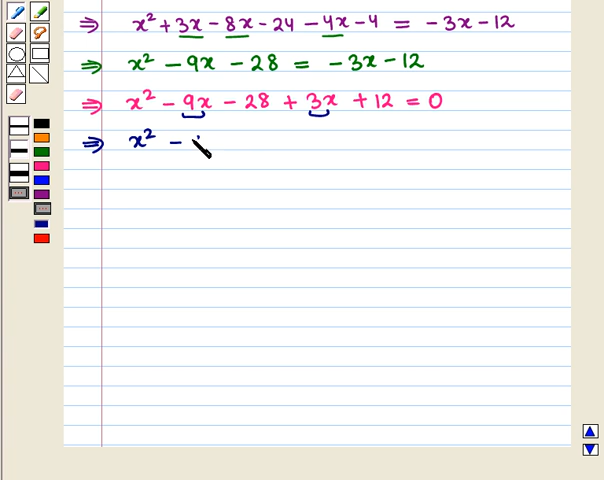 ⇒ x² + 3x - 8x - 24 - 4x - 4 = -3x - 12
⇒ x² - 9x - 28 = -3x - 12
⇒ x² - 9x - 28 + 3x + 12 = 0
⇒ x² -